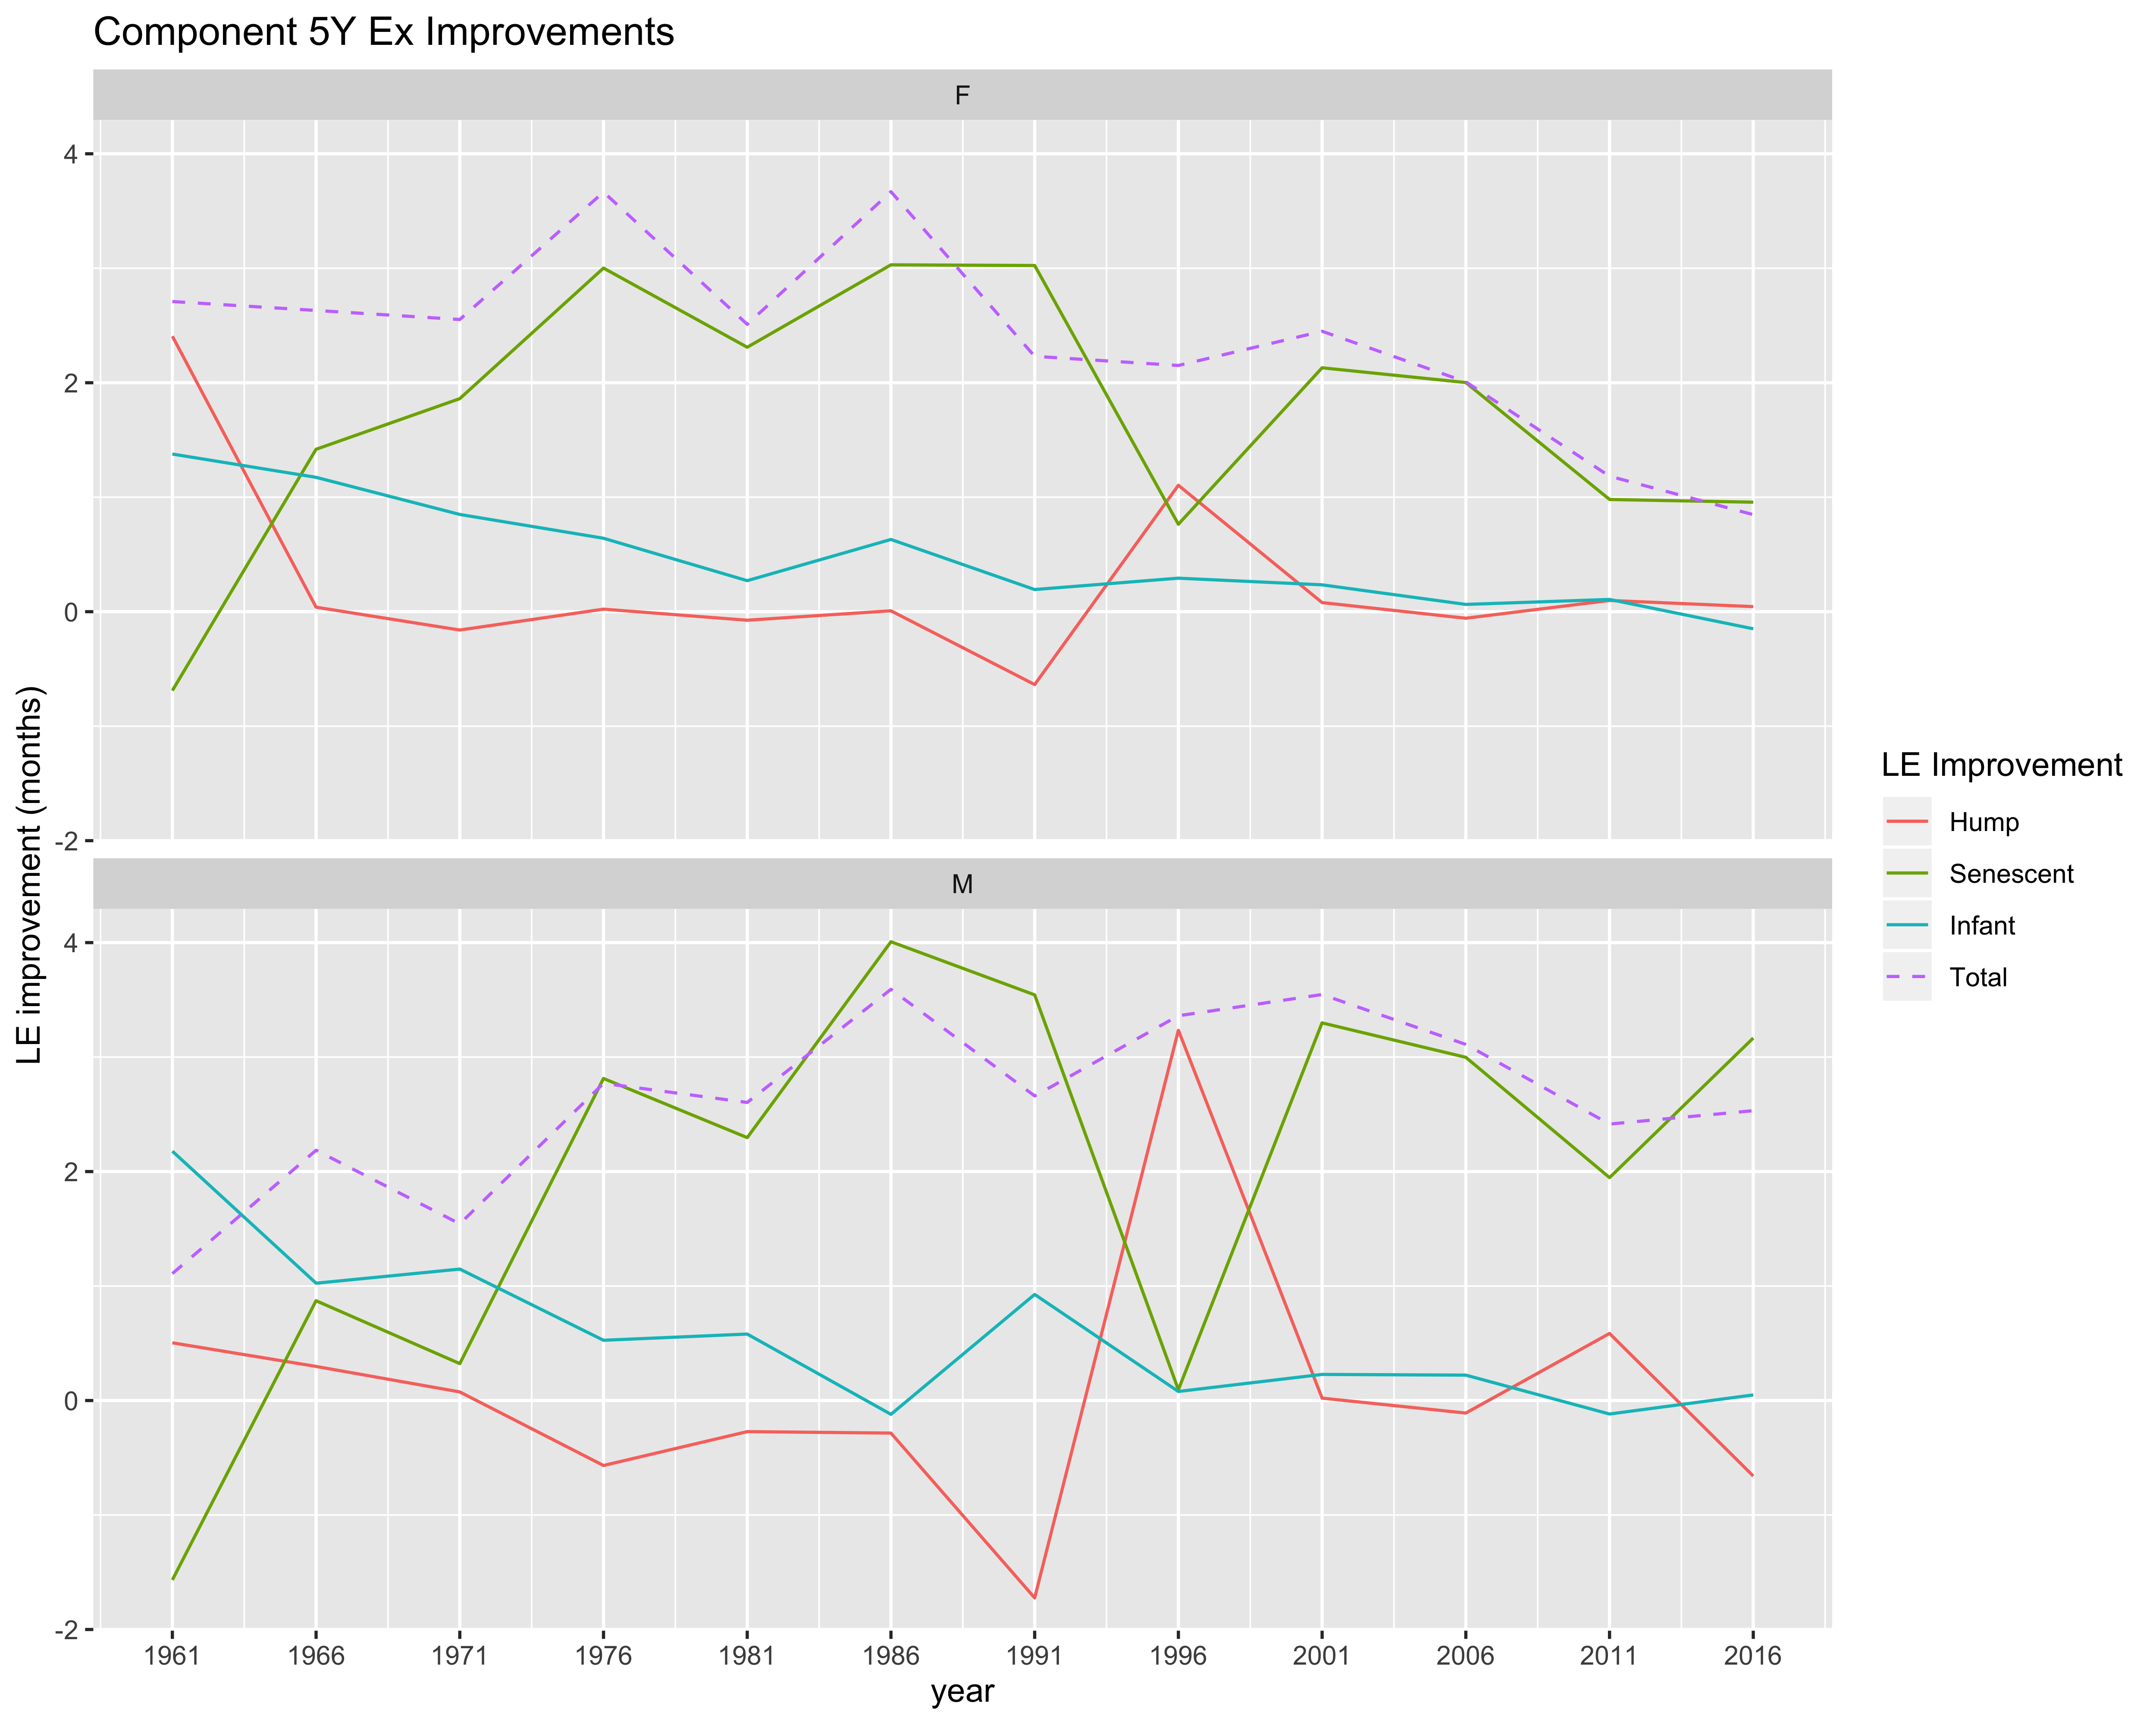 Component 5Y Ex Improvements
F
4
2
0
-2
M
4
2
0
-2
LE improvement (months)
1961 1966 1971 1976 1981 1986 1991 1996 2001 2006 2011 2016
year
LE Improvement
Hump
Senescent
Infant
Total